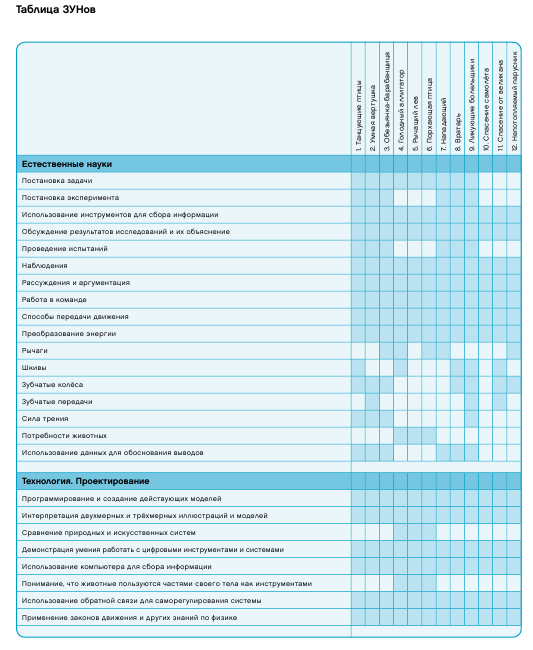 Таблица ЗУНов
1. Танцующие птицы
2. Умная вертушка
3. Обезьянка-барабанщица
4. Голодный аллигатор
5. Рычащий лев
6. Порхающая птица
7. Нападающий
8. Вратарь
9. Ликующие болельщики
10. Спасение самолёта
11. Спасение от великана
12. Непотопляемый парусник
Естественные науки
Постановка задачи
Постановка эксперимента
Использование инструментов для сбора информации
Обсуждение результатов исследований и их объяснение
Проведение испытаний
Наблюдения
Рассуждения и аргументация
Работа в команде
Способы передачи движения
Преобразование энергии
Рычаги
Шкивы
Зубчатые колёса
Зубчатые передачи
Сила трения
Потребности животных
Использование данных для обоснования выводов
Технология. Проектирование
Программирование и создание действующих моделей
Интерпретация двухмерных и трёхмерных иллюстраций и моделей
Сравнение природных и искусственных систем
Демонстрация умения работать с цифровыми инструментами и системами
Использование компьютера для сбора информации
Понимание, что животные пользуются частями своего тела как инструментами
Использование обратной связи для саморегулирования системы
Применение законов движения и других знаний по физике